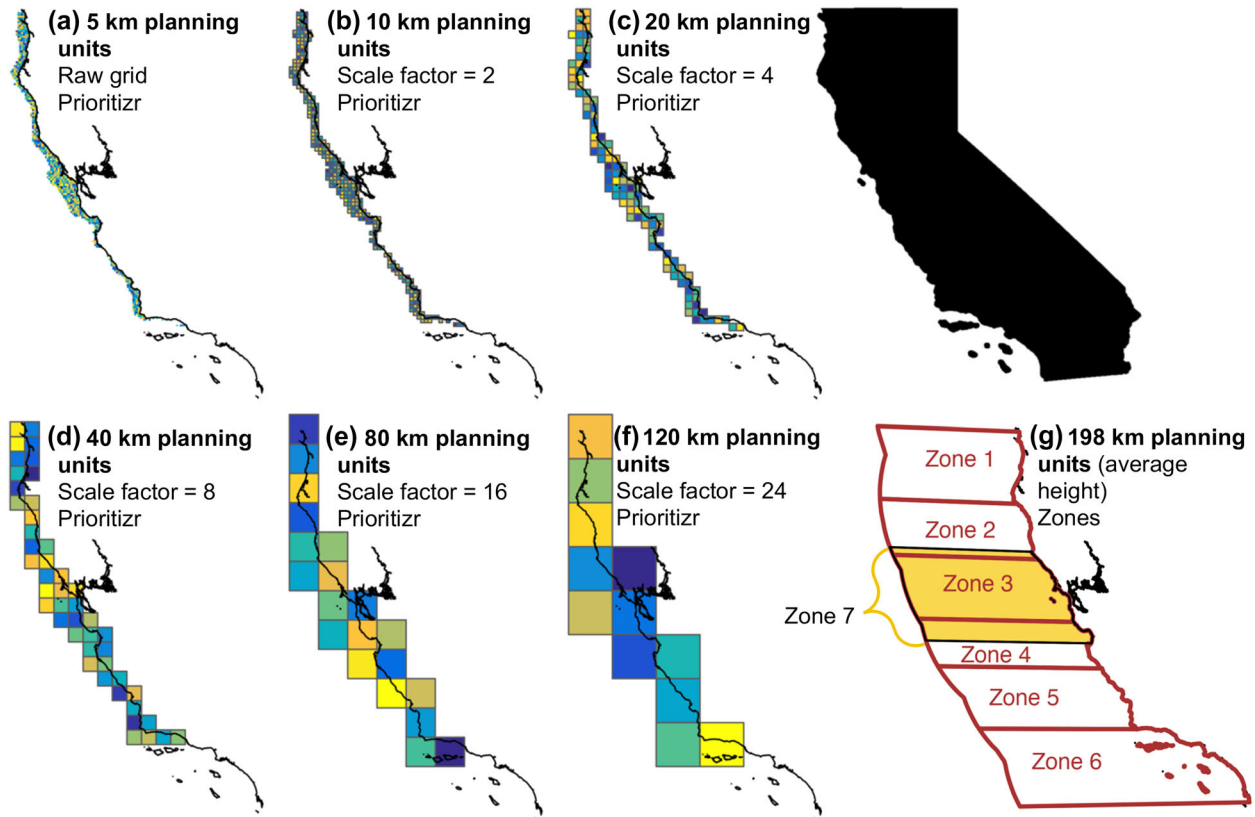 (a) 5 km planning
units
Raw grid
Prioritizr
(b) 10 km planning
units
Scale factor = 2
Prioritizr
(c) 20 km planning
units
Scale factor = 4
Prioritizr
(d) 40 km planning
units
Scale factor = 8
Prioritizr
(e) 80 km planning
units
Scale factor = 16
Prioritizr
(f) 120 km planning
units
Scale factor = 24
Prioritizr
(g) 198 km planning
units (average
height)
Zones
Zone 1
Zone 2
Zone 3
Zone 7
Zone 4
Zone 5
Zone 6